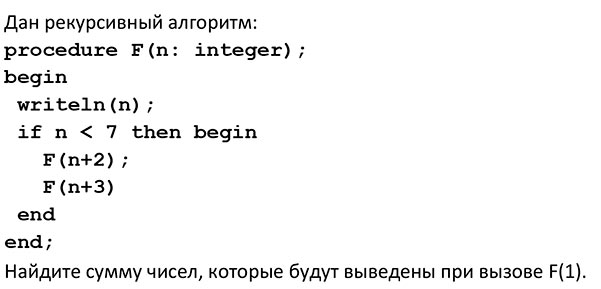 Дан рекурсивный алгоритм:
procedure F(n: integer);
begin
writeln(n);
if n < 7 then begin
F(n+2);
F(n+3)
end
end;
Найдите сумму чисел, которые будут выведены при вызове F(1).